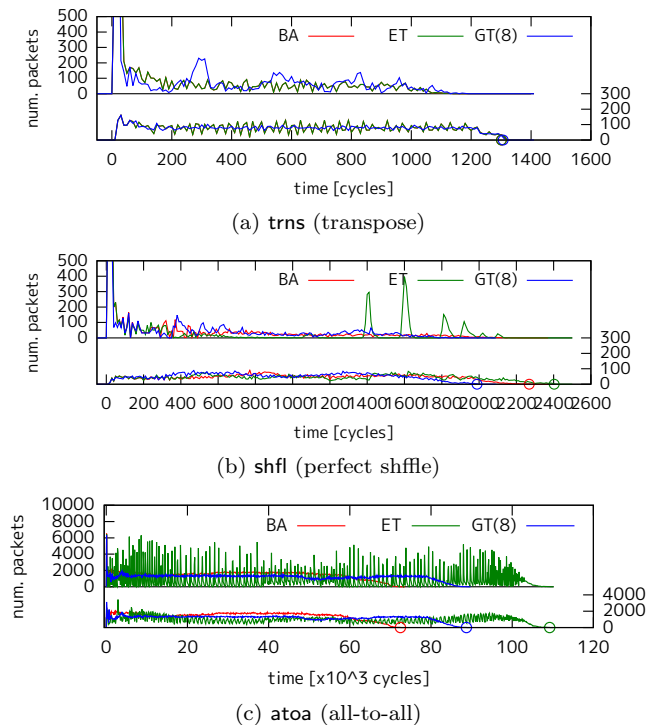 500
400
300
200
100
0
num. packets
BA ET GT(8)
300
200
100
0
0 200 400 600 800 1000 1200 1400 1600
time [cycles]
(a) trns (transpose)
500
400
300
200
100
0
num. packets
BA ET GT(8)
300
200
100
0
0 200 400 600 800 1000 1200 1400 1600 1800 2000 2200 2400 2600
time [cycles]
(b) shfl (perfect shffle)
10000
8000
6000
4000
2000
0
num. packets
BA ET GT(8)
4000
2000
0
0 20 40 60 80 100 120
time [x10^3 cycles]
(c) atoa (all-to-all)